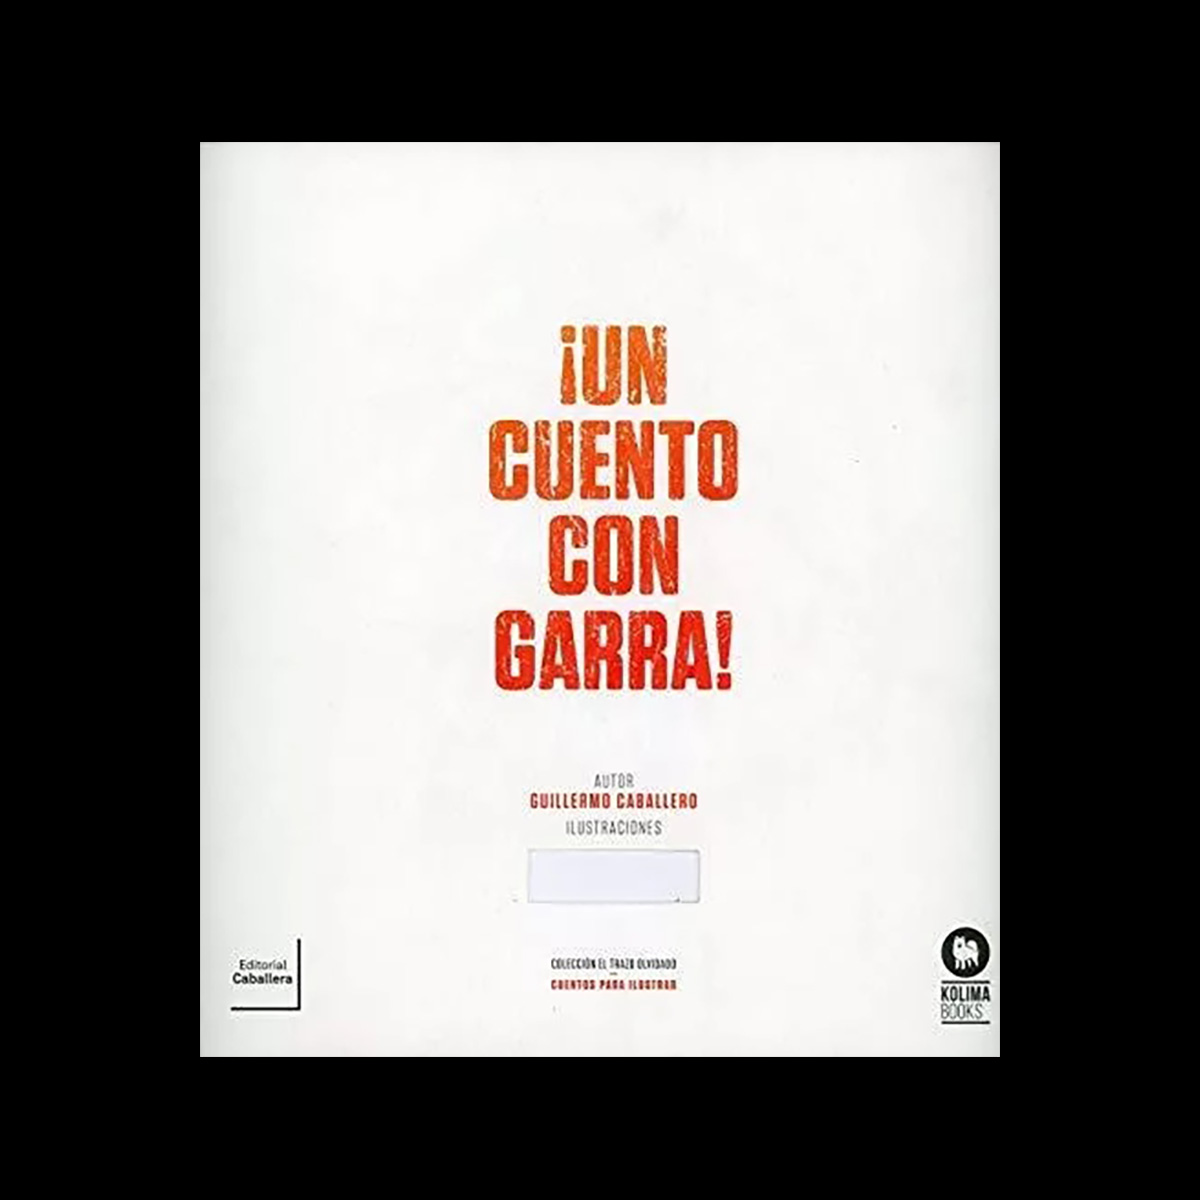 ¡UN
CUENTO
CON
GARRA!
AUTOR
GUILLERMO CABALLERO
ILUSTRACIONES
COLECCIÓN EL TRAZO OLVIDADO
CUENTOS PARA ILUSTRAR
Editorial
Caballera
KOLIMA
BOOKS